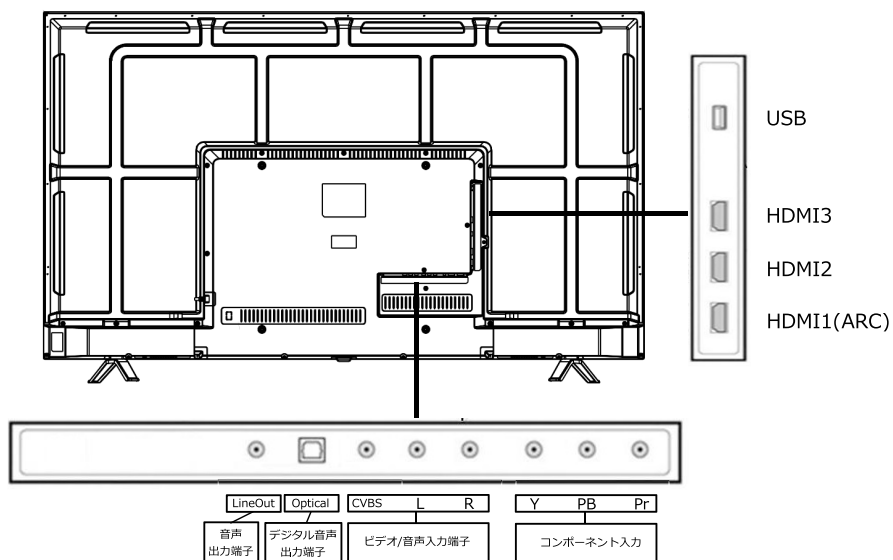 USB
HDMI3
HDMI2
HDMI1(ARC)
LineOut
Optical
CVBS L R
Y PB Pr
音声
出力端子
デジタル音声
出力端子
ビデオ/音声入力端子
コンポーネント入力